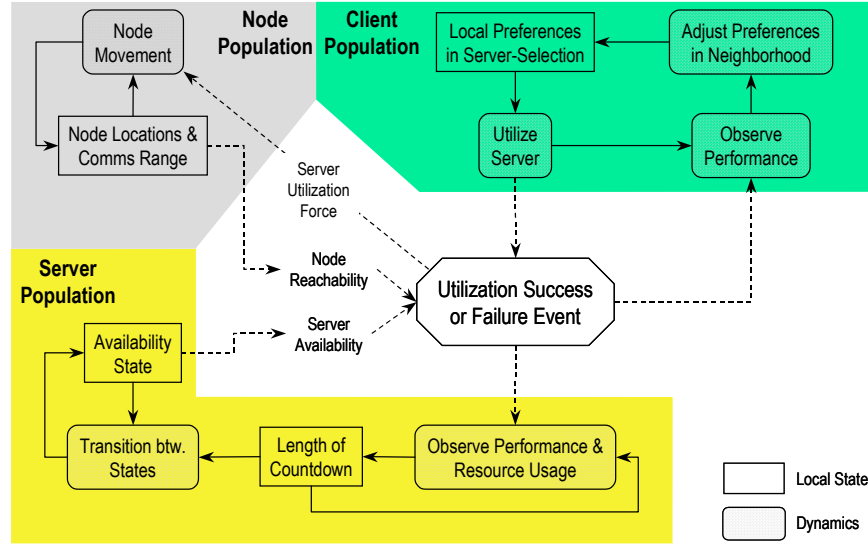 Node
Population
Node
Movement
Node Locations &
Comms Range
Client
Population
Local Preferences
in Server-Selection
Adjust Preferences
in Neighborhood
Utilize
Server
Observe
Performance
Server
Utilization
Force
Node
Reachability
Server
Availability
Utilization Success
or Failure Event
Server
Population
Availability
State
Transition btw.
States
Length of
Countdown
Observe Performance &
Resource Usage
Local State
Dynamics